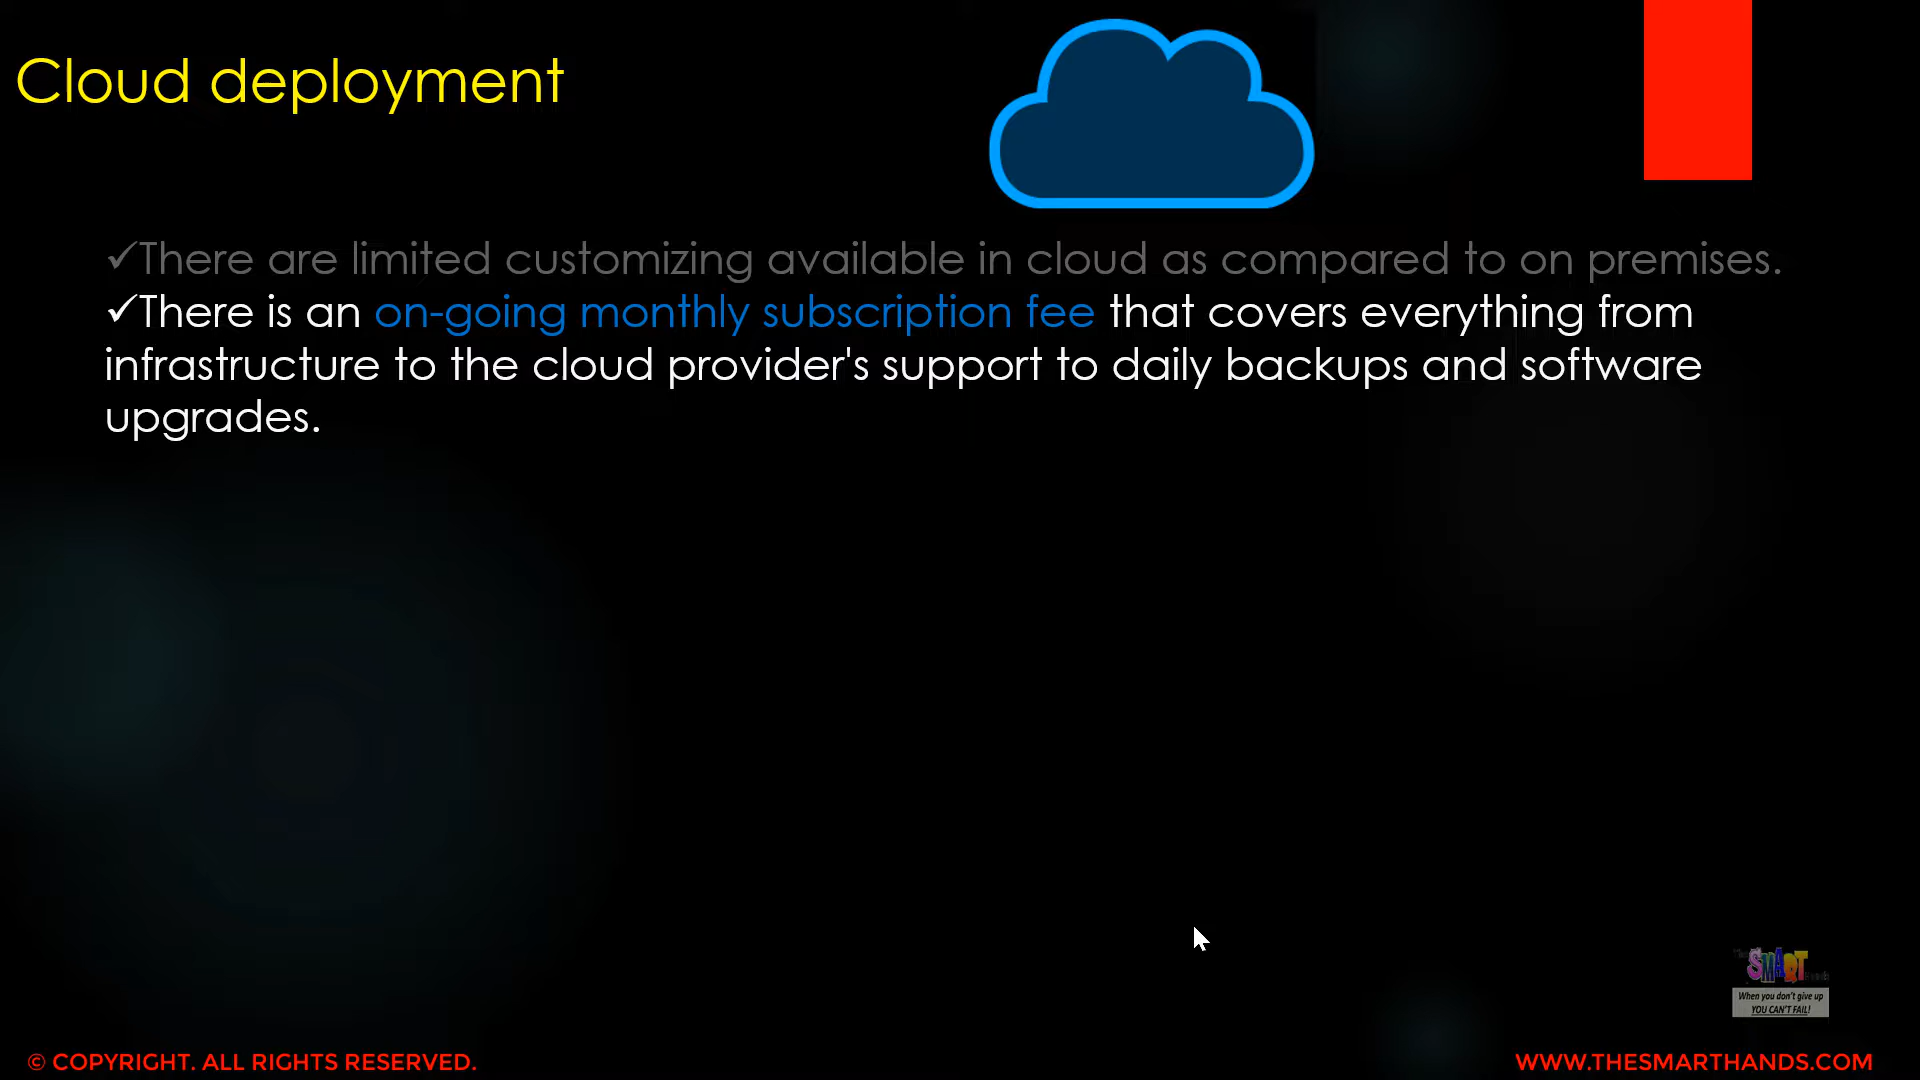 Cloud deployment
✓There are limited customizing available in cloud as compared to on premises.
✓There is an on-going monthly subscription fee that covers everything from
infrastructure to the cloud provider's support to daily backups and software
upgrades.
SMART
When you don't give up
YOU CAN'T FAIL!
© COPYRIGHT. ALL RIGHTS RESERVED.
WWW.THESMARTHANDS.COM